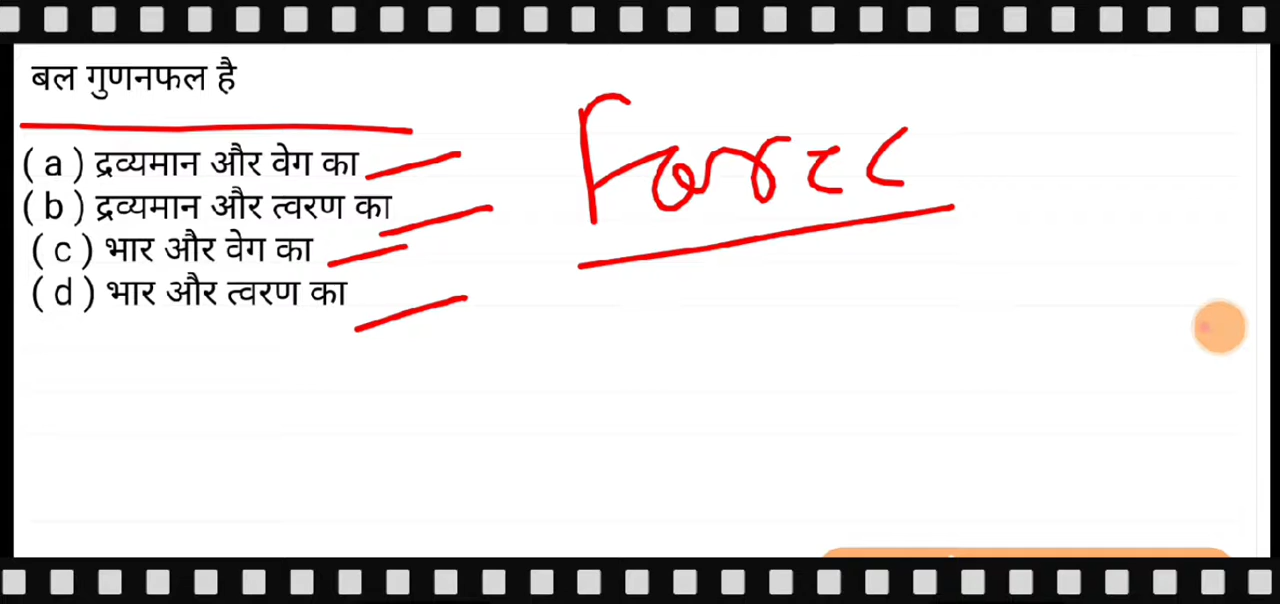 बल गुणनफल है
( a ) द्रव्यमान और वेग का
( b ) द्रव्यमान और त्वरण का
( c ) भार और वेग का
( d ) भार और त्वरण का
Force